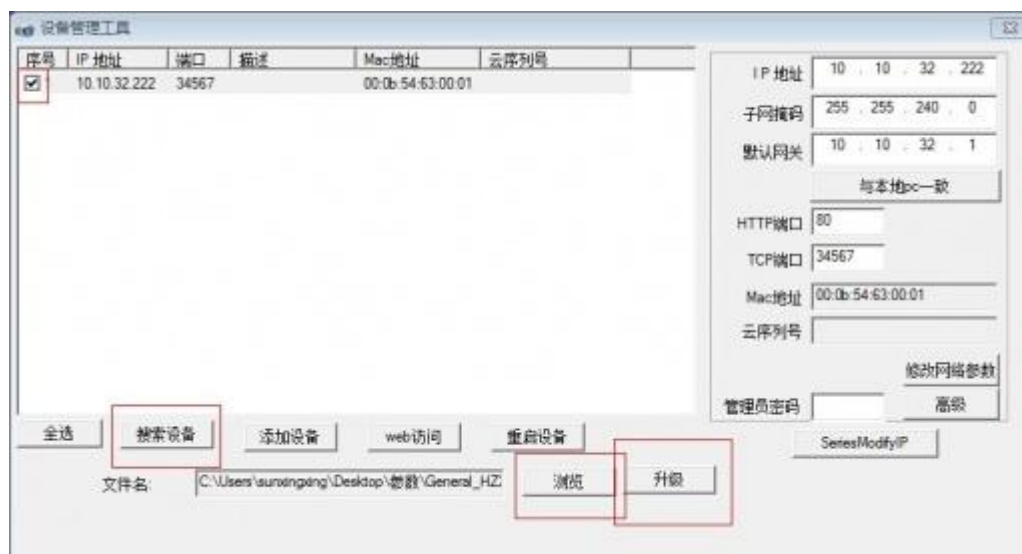 设备管理工具
序号 IP 地址 端口 描述 Mac地址 云序列号
10.10.32.222 34567 00:0b:54:63:00:01
IP地址 10 . 10 . 32 . 222
子网掩码 255 . 255 . 240 . 0
默认网关 10 . 10 . 32 . 1
与本地pc一致
HTTP端口 80
TCP端口 34567
Mac地址 00:0b:54:63:00:01
云序列号
修改网络参数
管理员密码 高级
全选 搜索设备 添加设备 web访问 重启设备 SeriesModifyIP
文件名: C:\Users\sunxingxing\Desktop\参数\General_HZ 浏览 升级